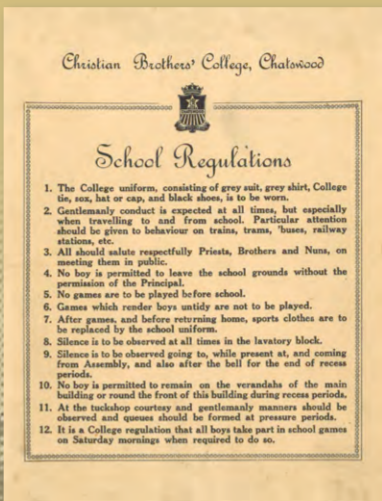 Christian Brothers' College, Chatswood
School Regulations
1. The College uniform, consisting of grey suit, grey shirt, College
tie, sox, hat or cap, and black shoes, is to be worn.
2. Gentlemanly conduct is expected at all times, but especially
when travelling to and from school. Particular attention
should be given to behaviour on trains, trams, 'buses, railway
stations, etc.
3. All should salute respectfully Priests, Brothers and Nuns, on
meeting them in public.
4. No boy is permitted to leave the school grounds without the
permission of the Principal.
5. No games are to be played before school.
6. Games which render boys untidy are not to be played.
7. After games, and before returning home, sports clothes are to
be replaced by the school uniform.
8. Silence is to be observed at all times in the lavatory block.
9. Silence is to be observed going to, while present at, and coming
from Assembly, and also after the bell for the end of recess
periods.
10. No boy is permitted to remain on the verandahs of the main
building or round the front of this building during recess periods.
11. At the tuckshop courtesy and gentlemanly manners should be
observed and queues should be formed at pressure periods.
12. It is a College regulation that all boys take part in school games
on Saturday mornings when required to do so.